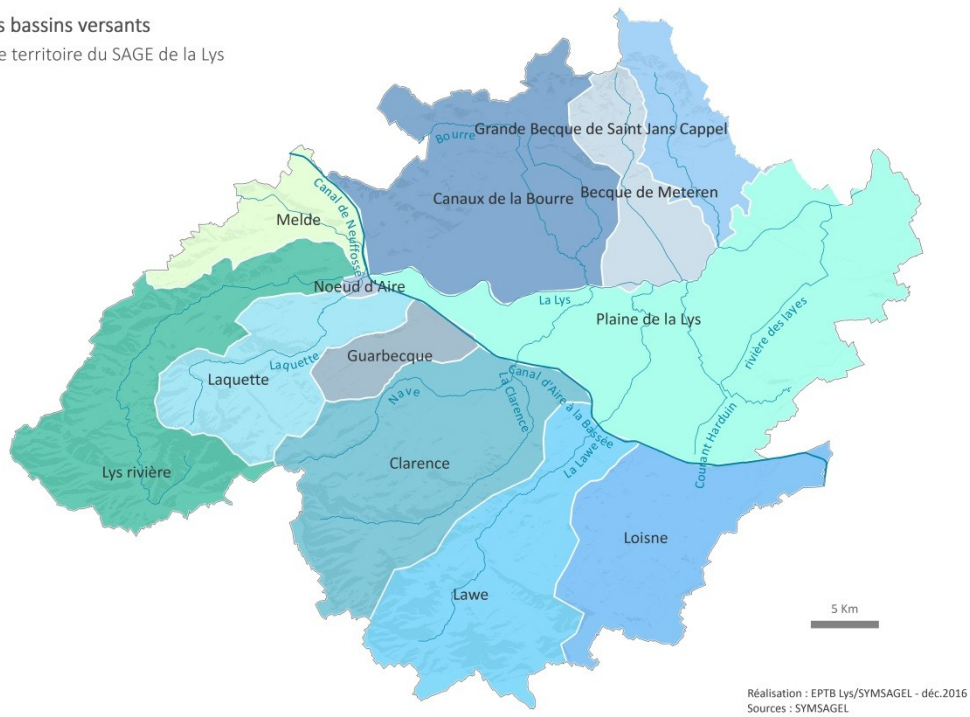 s bassins versants
e territoire du SAGE de la Lys
Bourre
Grande Becque de Saint Jans Cappel
Canal de Neuffosse
Canaux de la Bourre
Becque de Meteren
Melde
Noeud d'Aire
La Lys
Plaine de la Lys
rivière des layes
Laquette
Laquette
Guarbecque
Nave
La Clarence
Canal d'Aire à la Bassée
La Lawe
Courant Harduin
Lys rivière
Clarence
Loisne
Lawe
5 Km
Réalisation : EPTB Lys/SYMSAGEL - déc.2016
Sources : SYMSAGEL